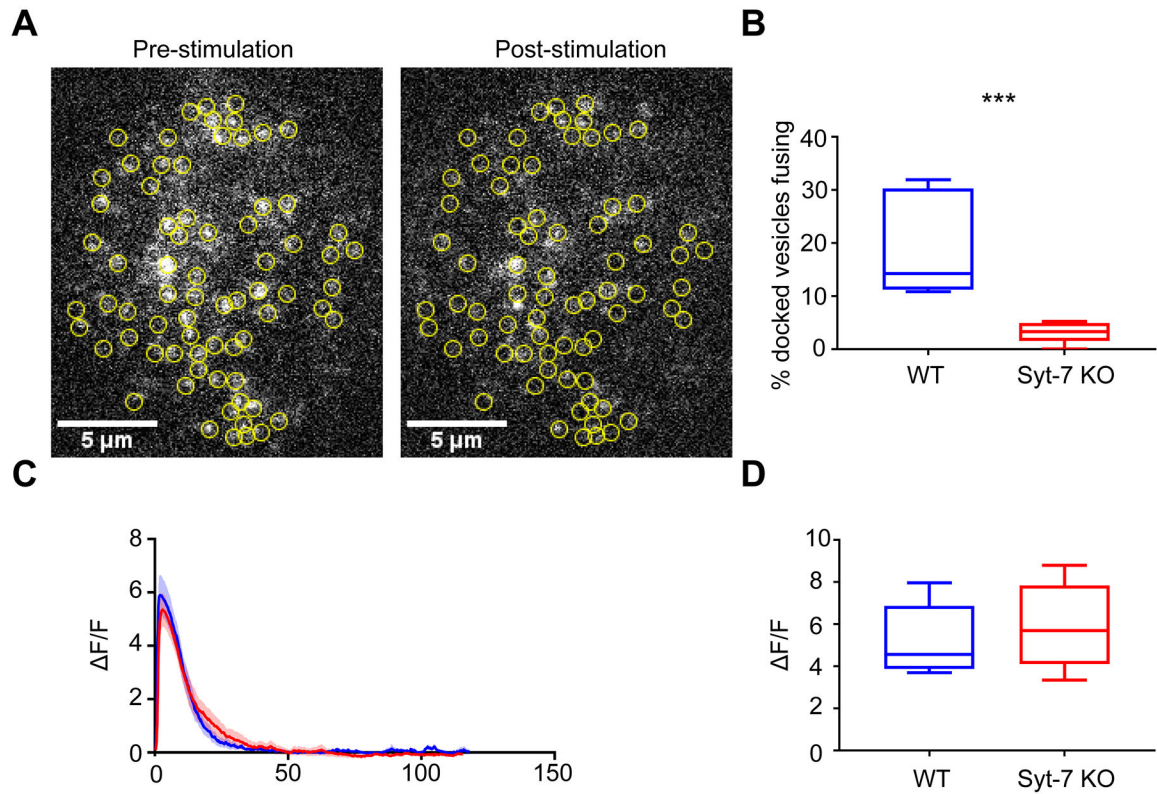 A
Pre-stimulation
Post-stimulation
5 µm
5 µm
B
***
% docked vesicles fusing
40
30
20
10
0
WT
Syt-7 KO
C
ΔF/F
8
6
4
2
0
0
50
100
150
D
ΔF/F
10
8
6
4
2
0
WT
Syt-7 KO